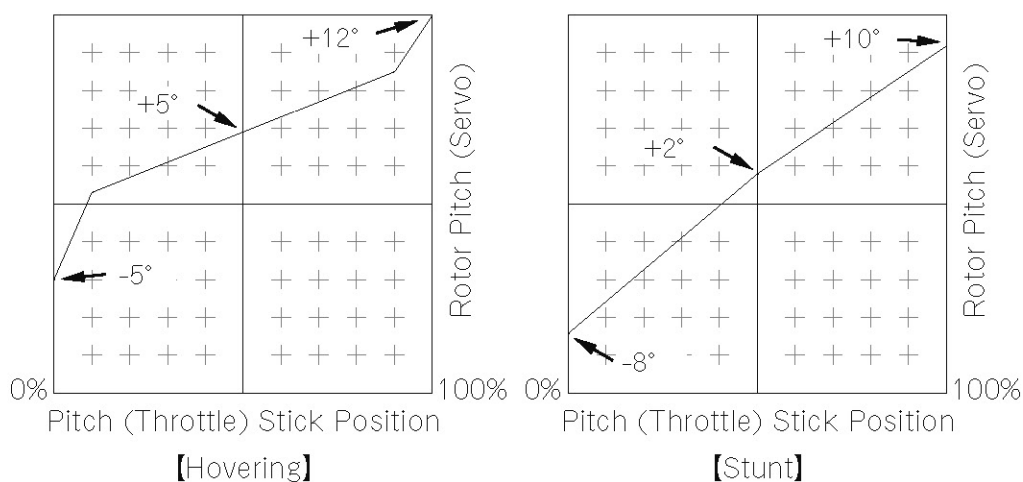 +12°
+5°
-5°
Rotor Pitch (Servo)
0%
100%
Pitch (Throttle) Stick Position
【Hovering】
+10°
+2°
-8°
Rotor Pitch (Servo)
0%
100%
Pitch (Throttle) Stick Position
【Stunt】